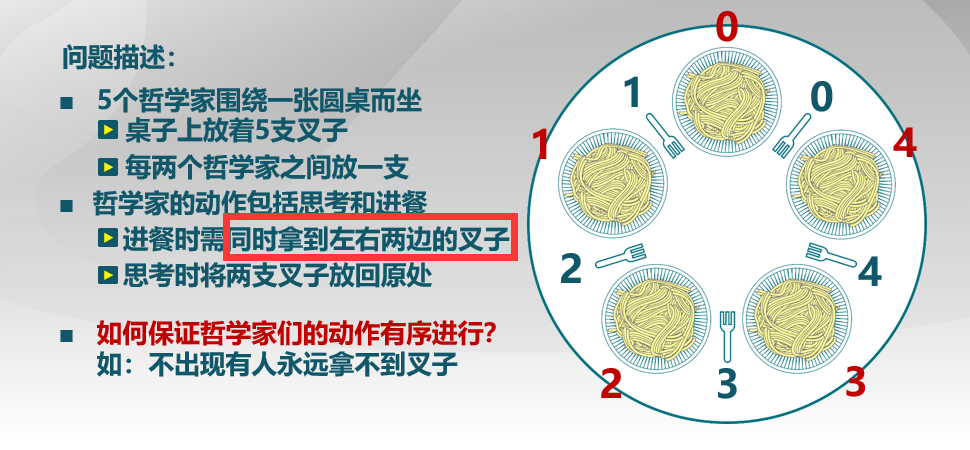 问题描述：
5个哲学家围绕一张圆桌而坐
桌子上放着5支叉子
每两个哲学家之间放一支
哲学家的动作包括思考和进餐
进餐时需同时拿到左右两边的叉子
思考时将两支叉子放回原处
如何保证哲学家们的动作有序进行？
如：不出现有人永远拿不到叉子
0
1
0
1
4
2
4
2
3
3